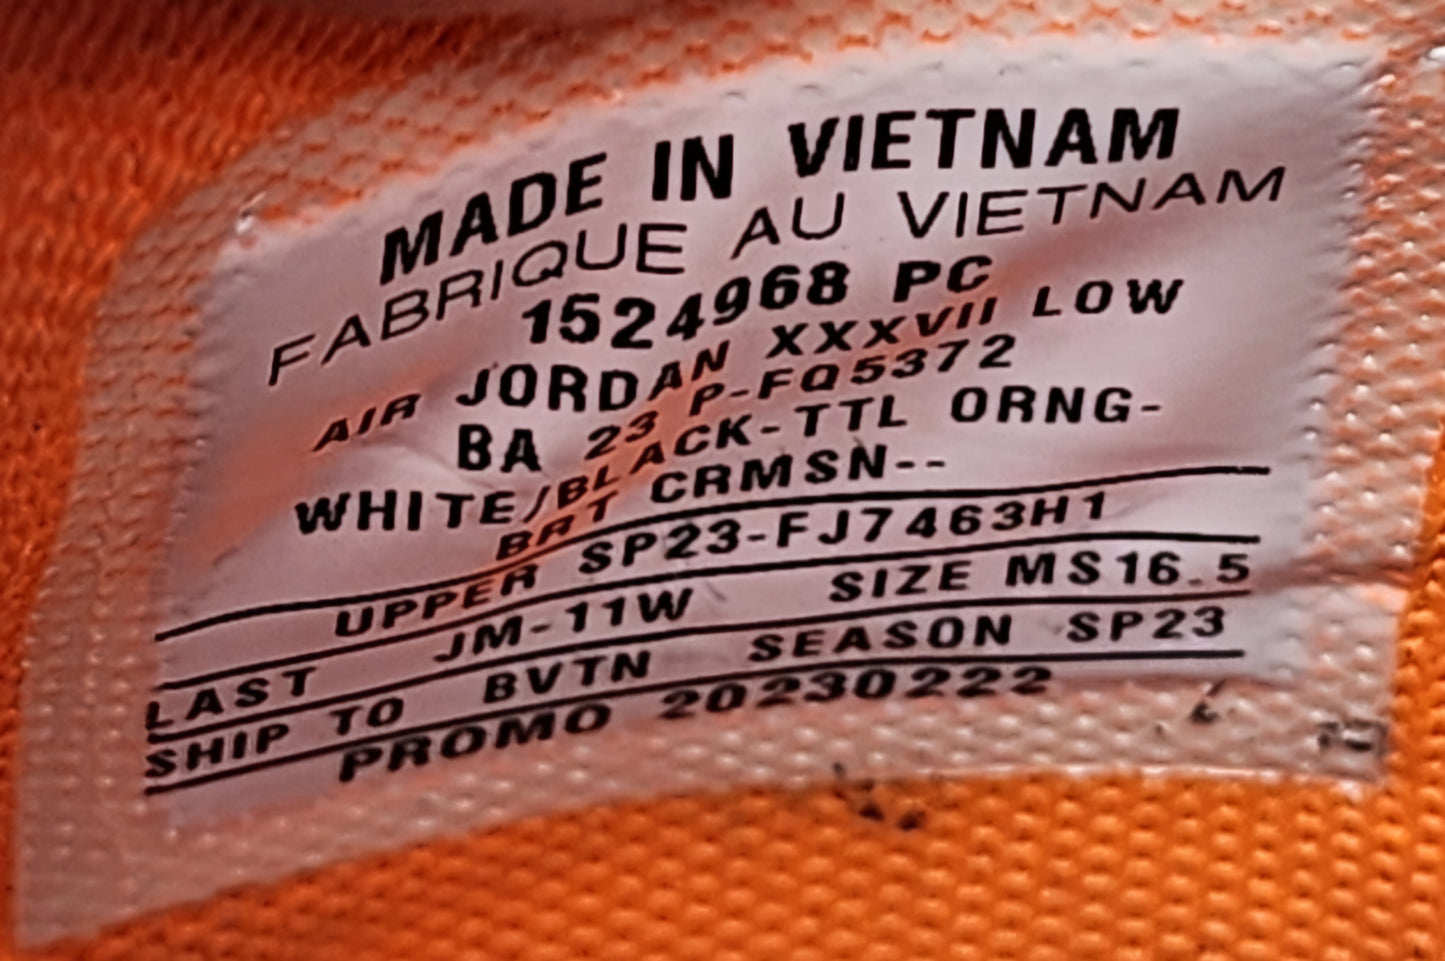 MADE IN VIETNAM
FABRIQUE AU VIETNAM
1524968 PC
AIR JORDAN XXXVII LOW
BA 23 P-FQ5372
WHITE/BLACK-TTL ORNG-
BRT CRMSN--
UPPER SP23-FJ7463H1
LAST JM-11W SIZE MS16.5
SHIP TO BVTN SEASON SP23
PROMO 20230222